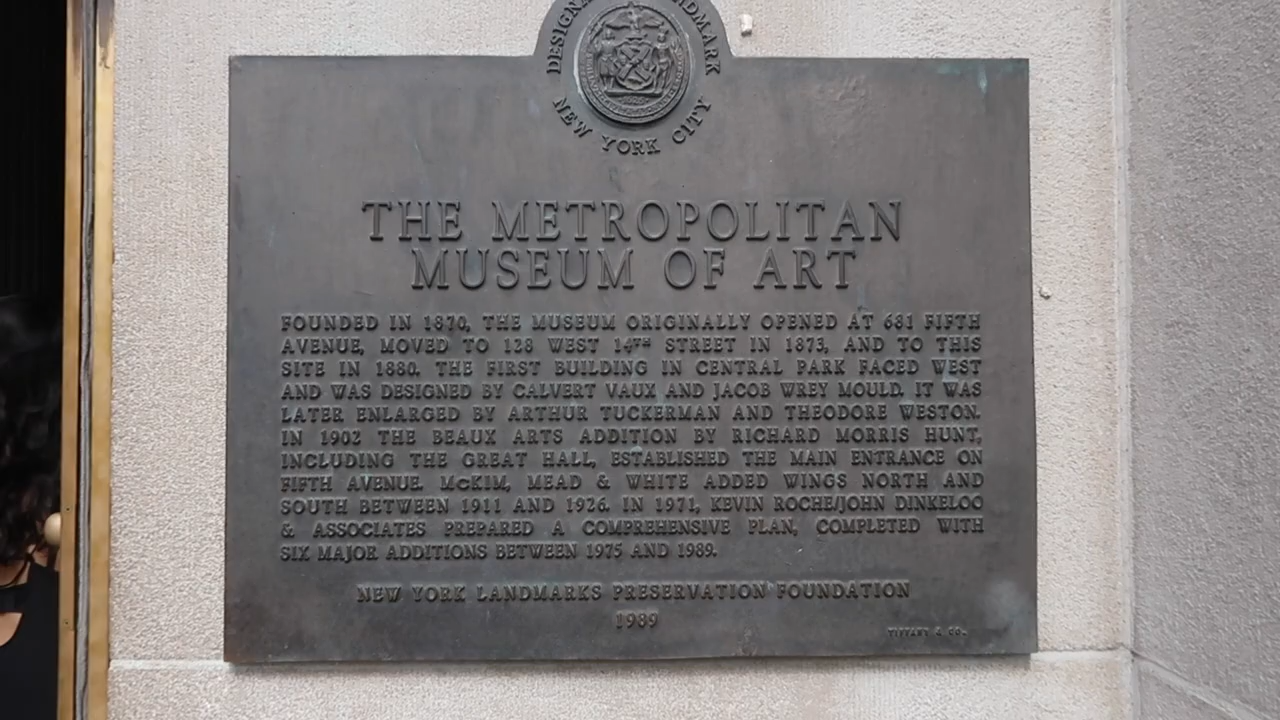 DESIGNATED LANDMARK
NEW YORK CITY
THE METROPOLITAN
MUSEUM OF ART
FOUNDED IN 1870, THE MUSEUM ORIGINALLY OPENED AT 681 FIFTH
AVENUE, MOVED TO 128 WEST 14TH STREET IN 1873, AND TO THIS
SITE IN 1880. THE FIRST BUILDING IN CENTRAL PARK FACED WEST
AND WAS DESIGNED BY CALVERT VAUX AND JACOB WREY MOULD. IT WAS
LATER ENLARGED BY ARTHUR TUCKERMAN AND THEODORE WESTON.
IN 1902 THE BEAUX ARTS ADDITION BY RICHARD MORRIS HUNT,
INCLUDING THE GREAT HALL, ESTABLISHED THE MAIN ENTRANCE ON
FIFTH AVENUE. McKIM, MEAD & WHITE ADDED WINGS NORTH AND
SOUTH BETWEEN 1911 AND 1926. IN 1971, KEVIN ROCHE/JOHN DINKELOO
& ASSOCIATES PREPARED A COMPREHENSIVE PLAN, COMPLETED WITH
SIX MAJOR ADDITIONS BETWEEN 1975 AND 1989.
NEW YORK LANDMARKS PRESERVATION FOUNDATION
1989
TIFFANY & CO.